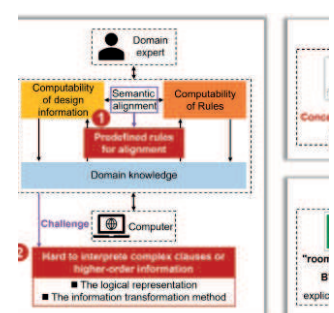 Domain
expert
Computability
of design
information
Semantic
alignment
Computability
of Rules
1
Predefined rules
for alignment
Domain knowledge
Challenge
Computer
2
Hard to interpret complex clauses or
higher-order information
■ The logical representation
■ The information transformation method
Conce
"room
B
explic